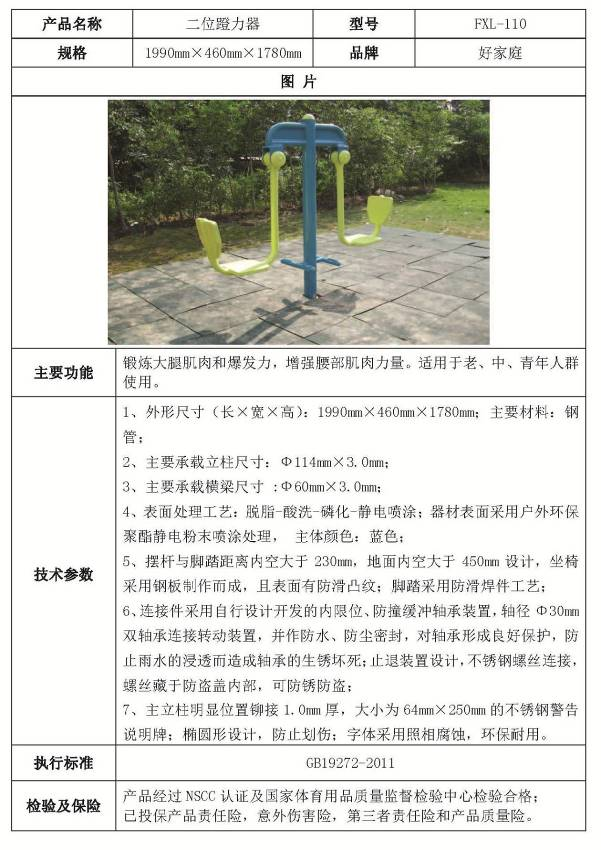 产品名称 二位蹬力器 型号 FXL-110
规格 1990mm×460mm×1780mm 品牌 好家庭
图 片
主要功能
锻炼大腿肌肉和爆发力，增强腰部肌肉力量。适用于老、中、青年人群
使用。
技术参数
1、外形尺寸（长×宽×高）：1990mm×460mm×1780mm；主要材料：钢
管；
2、主要承载立柱尺寸：Φ114mm×3.0mm；
3、主要承载横梁尺寸 :Φ60mm×3.0mm；
4、表面处理工艺：脱脂-酸洗-磷化-静电喷涂；器材表面采用户外环保
聚酯静电粉末喷涂处理， 主体颜色：蓝色；
5、摆杆与脚踏距离内空大于 230mm，地面内空大于 450mm 设计，坐椅
采用钢板制作而成，且表面有防滑凸纹；脚踏采用防滑焊件工艺；
6、连接件采用自行设计开发的内限位、防撞缓冲轴承装置，轴径 Φ30mm
双轴承连接转动装置，并作防水、防尘密封，对轴承形成良好保护，防
止雨水的浸透而造成轴承的生锈坏死；止退装置设计，不锈钢螺丝连接，
螺丝藏于防盗盖内部，可防锈防盗；
7、主立柱明显位置铆接 1.0mm 厚，大小为 64mm×250mm 的不锈钢警告
说明牌；椭圆形设计，防止划伤；字体采用照相腐蚀，环保耐用。
执行标准 GB19272-2011
检验及保险
产品经过 NSCC 认证及国家体育用品质量监督检验中心检验合格；
已投保产品责任险，意外伤害险，第三者责任险和产品质量险。